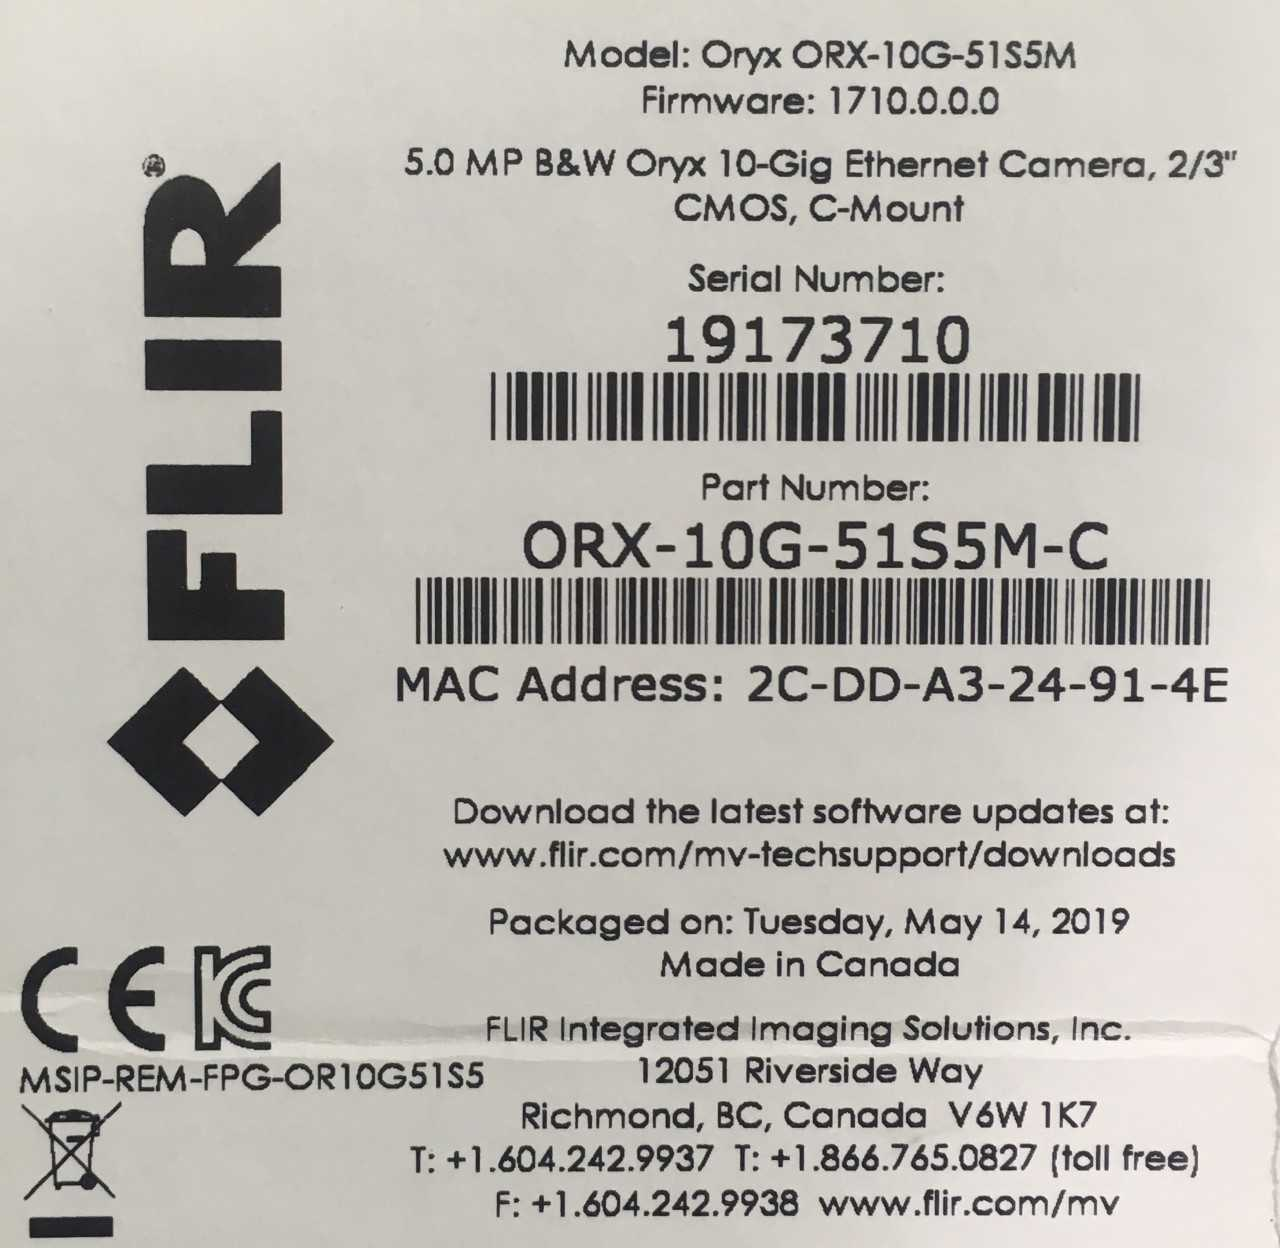 Model: Oryx ORX-10G-51S5M
Firmware: 1710.0.0.0
5.0 MP B&W Oryx 10-Gig Ethernet Camera, 2/3"
CMOS, C-Mount
Serial Number:
19173710
Part Number:
ORX-10G-51S5M-C
MAC Address: 2C-DD-A3-24-91-4E
Download the latest software updates at:
www.flir.com/mv-techsupport/downloads
Packaged on: Tuesday, May 14, 2019
Made in Canada
FLIR Integrated Imaging Solutions, Inc.
12051 Riverside Way
Richmond, BC, Canada V6W 1K7
T: +1.604.242.9937 T: +1.866.765.0827 (toll free)
F: +1.604.242.9938 www.flir.com/mv
FLIR®
CE KC
MSIP-REM-FPG-OR10G51S5